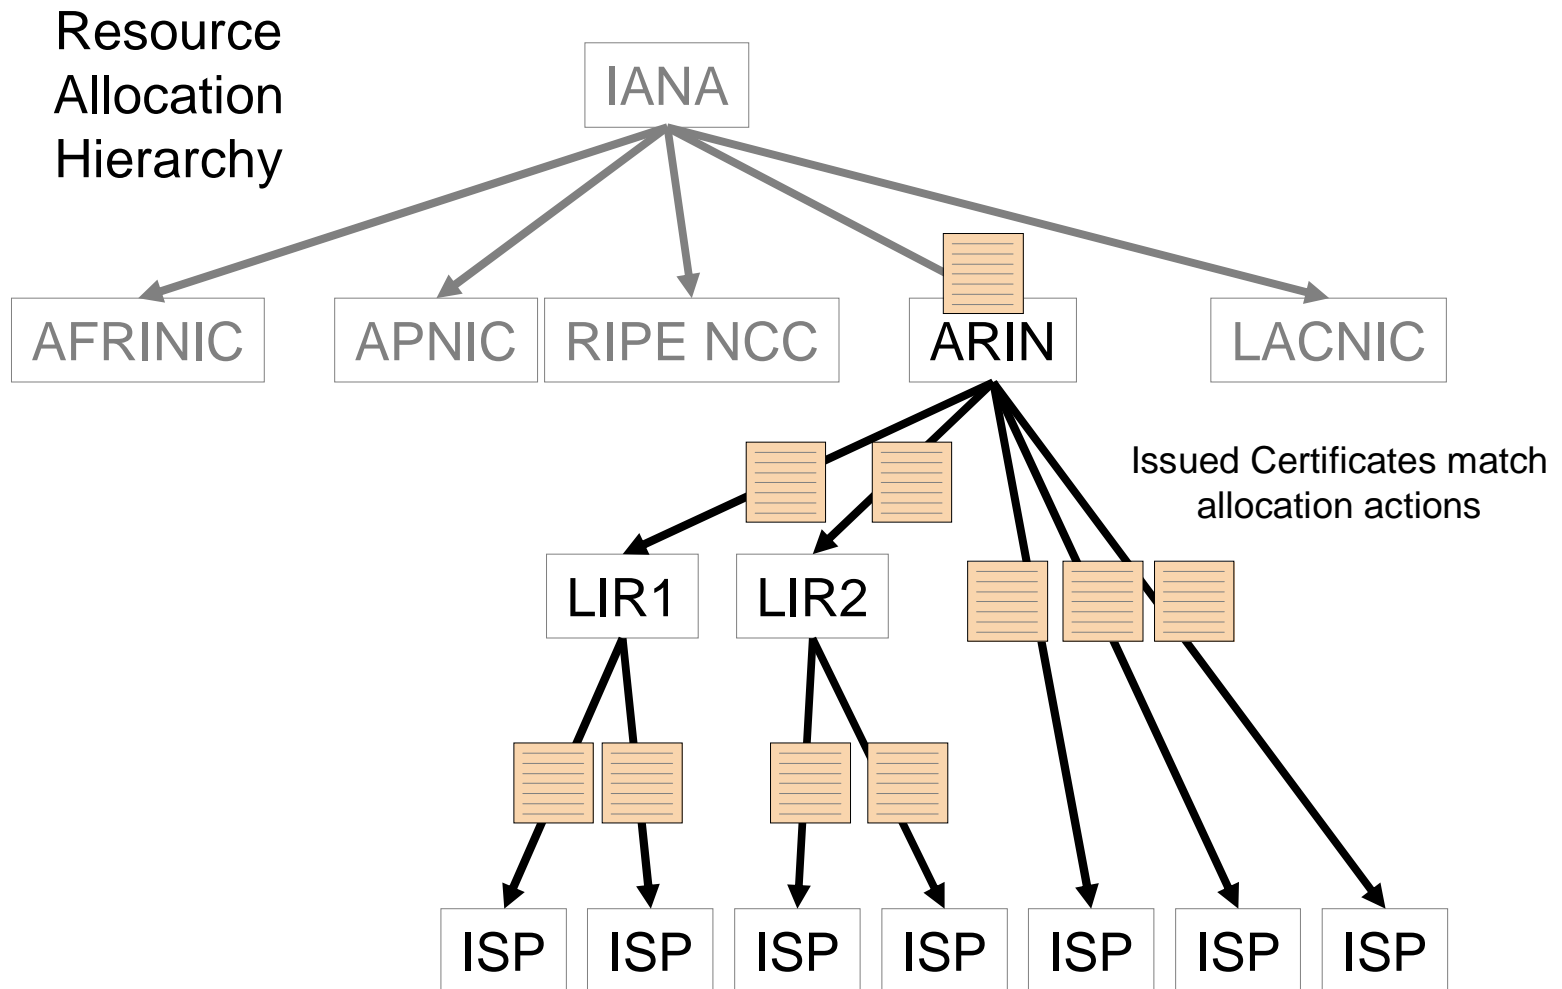 Resource
Allocation
Hierarchy
IANA
AFRINIC
APNIC
RIPE NCC
ARIN
LACNIC
Issued Certificates match
allocation actions
LIR1
LIR2
ISP
ISP
ISP
ISP
ISP
ISP
ISP